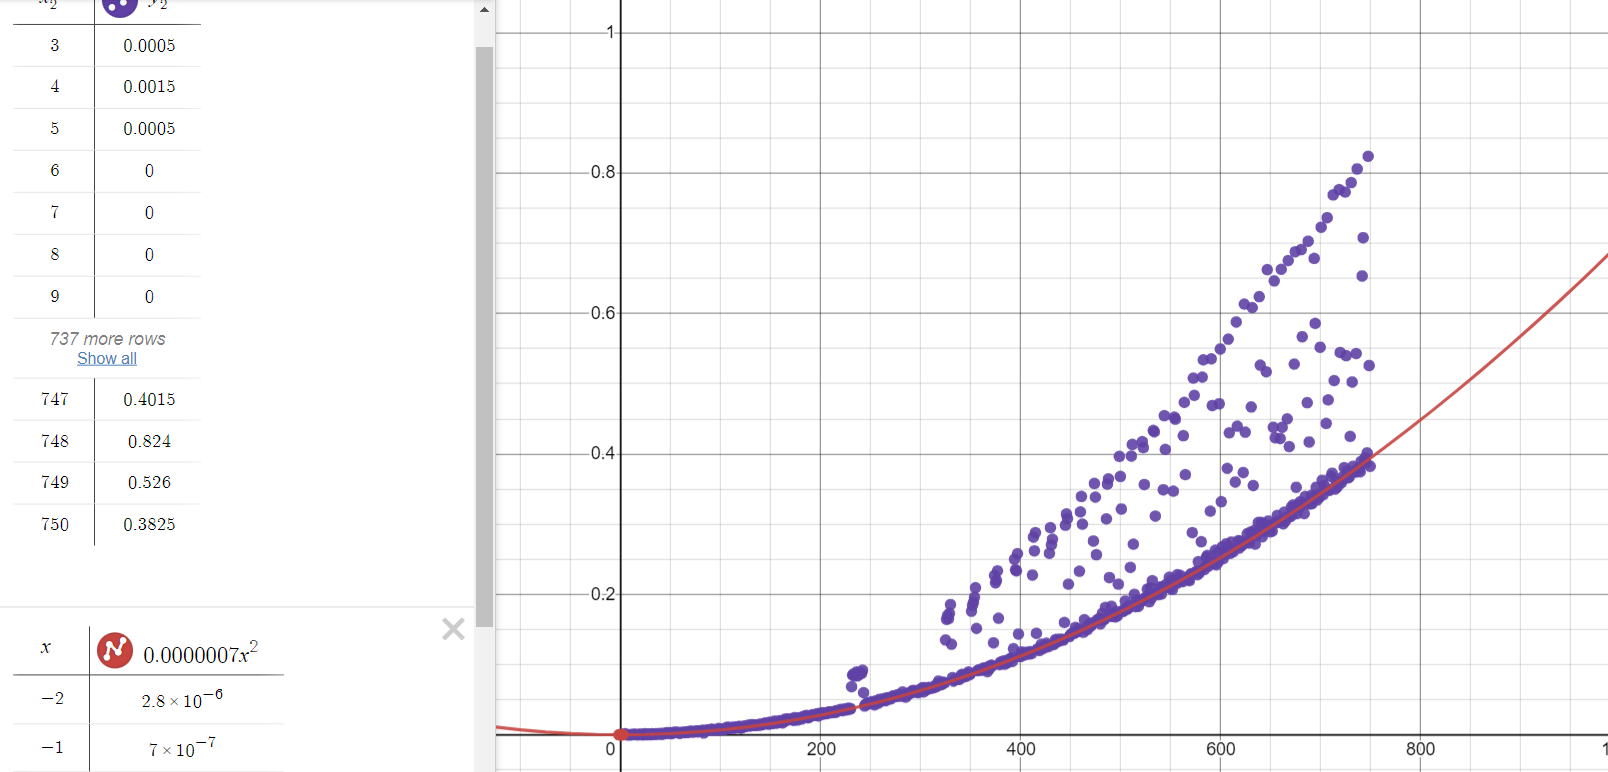 x₂ y₂
3 0.0005
4 0.0015
5 0.0005
6 0
7 0
8 0
9 0
737 more rows
Show all
747 0.4015
748 0.824
749 0.526
750 0.3825
x 0.0000007x²
−2 2.8 × 10⁻⁶
−1 7 × 10⁻⁷
1
0.8
0.6
0.4
0.2
0 200 400 600 800 1